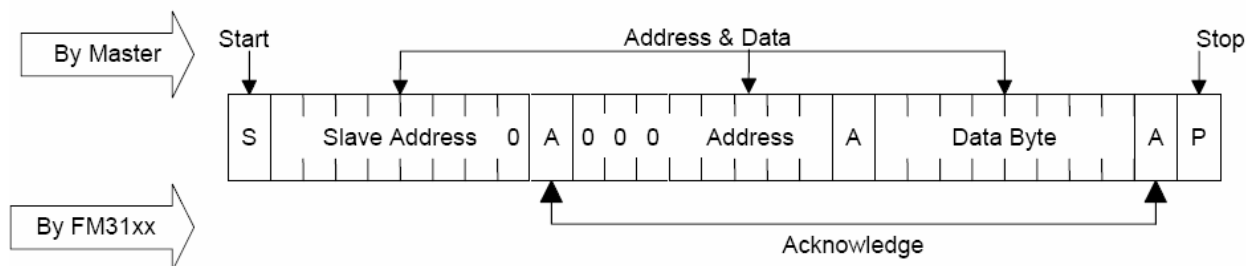 Start
Address & Data
Stop
By Master
S Slave Address 0 A 0 0 0 Address A Data Byte A P
By FM31xx
Acknowledge